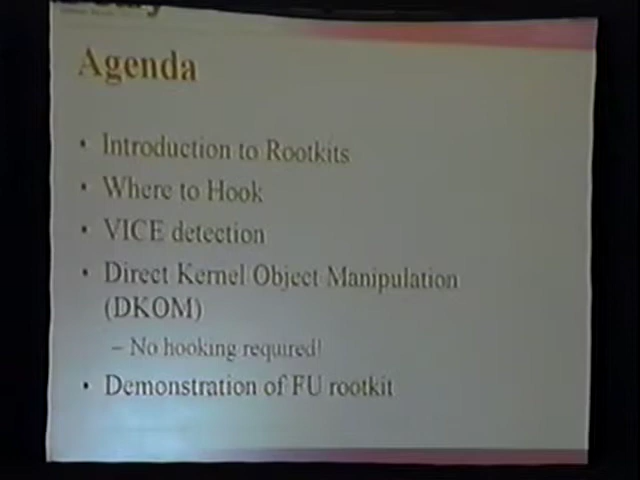 Agenda
• Introduction to Rootkits
• Where to Hook
• VICE detection
• Direct Kernel Object Manipulation
(DKOM)
– No hooking required!
• Demonstration of FU rootkit